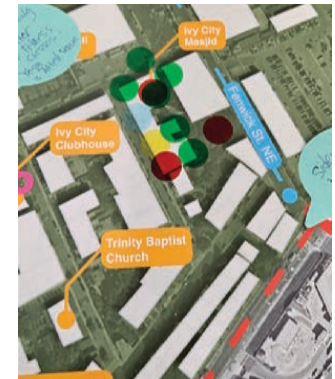 Ivy City
Masjid
Fenwick St. NE
Ivy City
Clubhouse
Trinity Baptist
Church